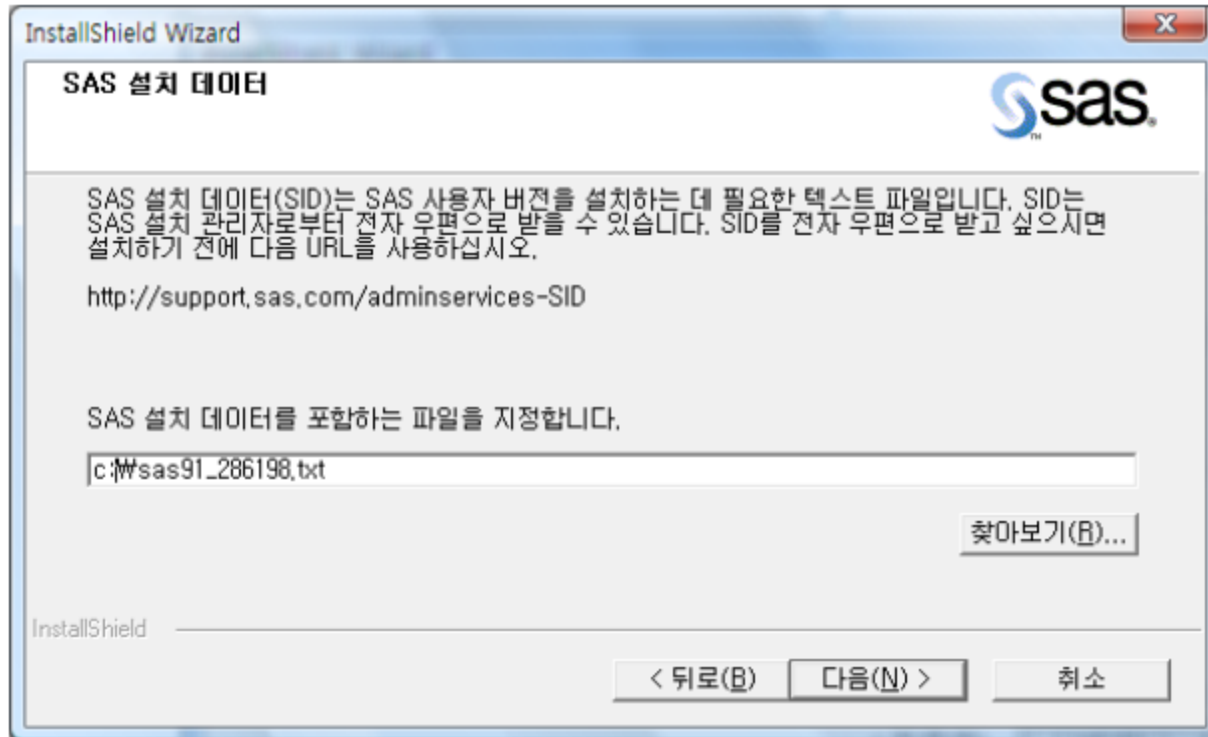 InstallShield Wizard
SAS 설치 데이터
sas.
TM
SAS 설치 데이터(SID)는 SAS 사용자 버전을 설치하는 데 필요한 텍스트 파일입니다. SID는
SAS 설치 관리자로부터 전자 우편으로 받을 수 있습니다. SID를 전자 우편으로 받고 싶으시면
설치하기 전에 다음 URL을 사용하십시오.
http://support.sas.com/adminservices-SID
SAS 설치 데이터를 포함하는 파일을 지정합니다.
c:₩sas91_286198.txt
찾아보기(R)...
InstallShield
< 뒤로(B) 다음(N) > 취소